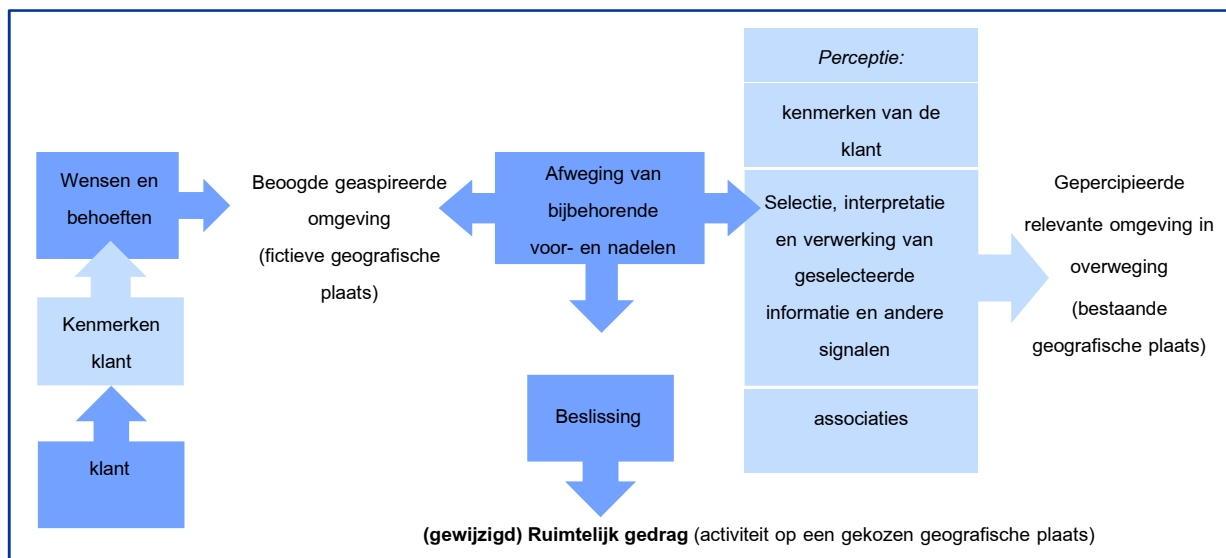 Wensen en
behoeften
Kenmerken
klant
klant
Beoogde geaspireerde
omgeving
(fictieve geografische
plaats)
Afweging van
bijbehorende
voor- en nadelen
Beslissing
Perceptie:
kenmerken van de
klant
Selectie, interpretatie
en verwerking van
geselecteerde
informatie en andere
signalen
associaties
Gepercipieerde
relevante omgeving in
overweging
(bestaande
geografische plaats)
(gewijzigd) Ruimtelijk gedrag (activiteit op een gekozen geografische plaats)